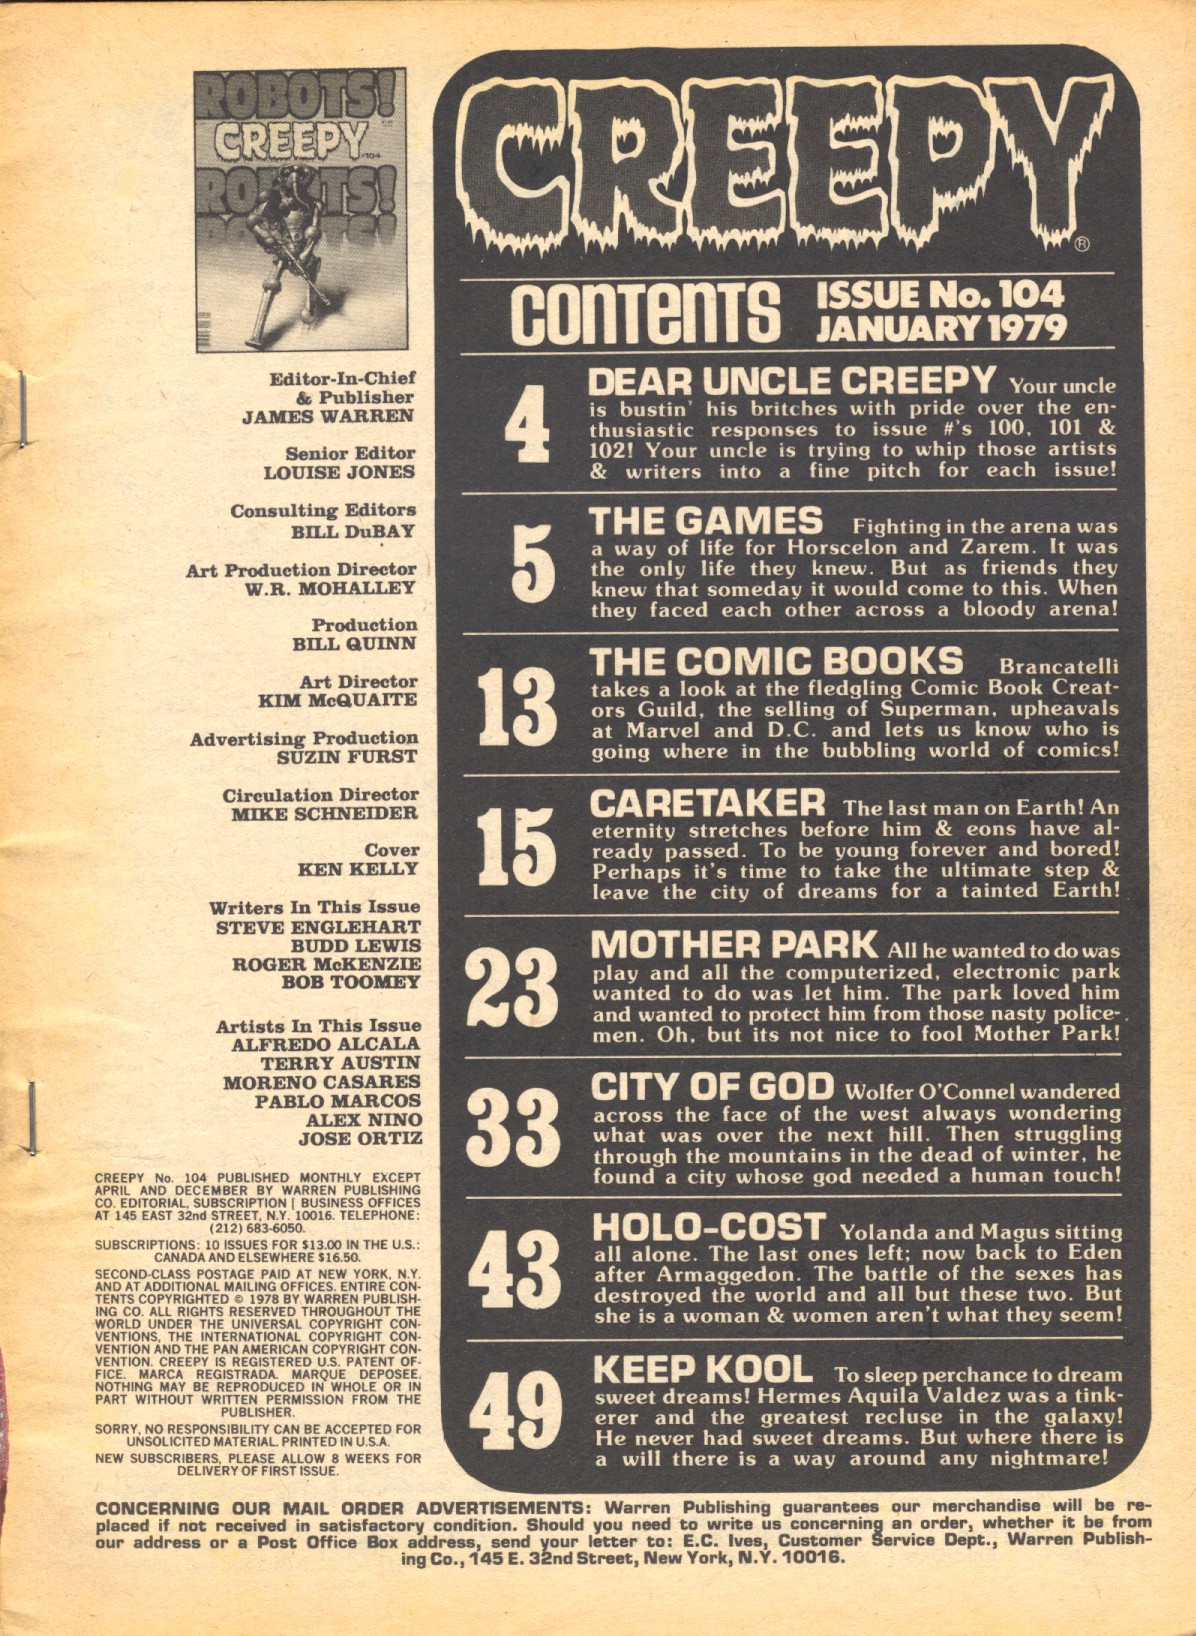 ROBOTS!
CREEPY
#104
ROBOTS!
Editor-In-Chief
& Publisher
JAMES WARREN
Senior Editor
LOUISE JONES
Consulting Editors
BILL DuBAY
Art Production Director
W.R. MOHALLEY
Production
BILL QUINN
Art Director
KIM McQUAITE
Advertising Production
SUZIN FURST
Circulation Director
MIKE SCHNEIDER
Cover
KEN KELLY
Writers In This Issue
STEVE ENGLEHART
BUDD LEWIS
ROGER McKENZIE
BOB TOOMEY
Artists In This Issue
ALFREDO ALCALA
TERRY AUSTIN
MORENO CASARES
PABLO MARCOS
ALEX NINO
JOSE ORTIZ
CREEPY No. 104 PUBLISHED MONTHLY EXCEPT
APRIL AND DECEMBER BY WARREN PUBLISHING
CO. EDITORIAL, SUBSCRIPTION | BUSINESS OFFICES
AT 145 EAST 32nd STREET, N.Y. 10016. TELEPHONE:
(212) 683-6050.
SUBSCRIPTIONS: 10 ISSUES FOR $13.00 IN THE U.S.:
CANADA AND ELSEWHERE $16.50.
SECOND-CLASS POSTAGE PAID AT NEW YORK, N.Y.
AND AT ADDITIONAL MAILING OFFICES. ENTIRE CON-
TENTS COPYRIGHTED © 1978 BY WARREN PUBLISH-
ING CO. ALL RIGHTS RESERVED THROUGHOUT THE
WORLD UNDER THE UNIVERSAL COPYRIGHT CON-
VENTIONS, THE INTERNATIONAL COPYRIGHT CON-
VENTION AND THE PAN AMERICAN COPYRIGHT CON-
VENTION. CREEPY IS REGISTERED U.S. PATENT OF-
FICE. MARCA REGISTRADA. MARQUE DEPOSEE.
NOTHING MAY BE REPRODUCED IN WHOLE OR IN
PART WITHOUT WRITTEN PERMISSION FROM THE
PUBLISHER.
SORRY, NO RESPONSIBILITY CAN BE ACCEPTED FOR
UNSOLICITED MATERIAL. PRINTED IN U.S.A.
NEW SUBSCRIBERS, PLEASE ALLOW 8 WEEKS FOR
DELIVERY OF FIRST ISSUE.
CREEPY®
CONTENTS
ISSUE No. 104
JANUARY 1979
4
DEAR UNCLE CREEPY Your uncle
is bustin' his britches with pride over the en-
thusiastic responses to issue #'s 100, 101 &
102! Your uncle is trying to whip those artists
& writers into a fine pitch for each issue!
5
THE GAMES Fighting in the arena was
a way of life for Horscelon and Zarem. It was
the only life they knew. But as friends they
knew that someday it would come to this. When
they faced each other across a bloody arena!
13
THE COMIC BOOKS Brancatelli
takes a look at the fledgling Comic Book Creat-
ors Guild, the selling of Superman, upheavals
at Marvel and D.C. and lets us know who is
going where in the bubbling world of comics!
15
CARETAKER The last man on Earth! An
eternity stretches before him & eons have al-
ready passed. To be young forever and bored!
Perhaps it's time to take the ultimate step &
leave the city of dreams for a tainted Earth!
23
MOTHER PARK All he wanted to do was
play and all the computerized, electronic park
wanted to do was let him. The park loved him
and wanted to protect him from those nasty police-
men. Oh, but its not nice to fool Mother Park!
33
CITY OF GOD Wolfer O'Connel wandered
across the face of the west always wondering
what was over the next hill. Then struggling
through the mountains in the dead of winter, he
found a city whose god needed a human touch!
43
HOLO-COST Yolanda and Magus sitting
all alone. The last ones left; now back to Eden
after Armaggedon. The battle of the sexes has
destroyed the world and all but these two. But
she is a woman & women aren't what they seem!
49
KEEP KOOL To sleep perchance to dream
sweet dreams! Hermes Aquila Valdez was a tink-
erer and the greatest recluse in the galaxy!
He never had sweet dreams. But where there is
a will there is a way around any nightmare!
CONCERNING OUR MAIL ORDER ADVERTISEMENTS: Warren Publishing guarantees our merchandise will be re-
placed if not received in satisfactory condition. Should you need to write us concerning an order, whether it be from
our address or a Post Office Box address, send your letter to: E.C. Ives, Customer Service Dept., Warren Publish-
ing Co., 145 E. 32nd Street, New York, N.Y. 10016.